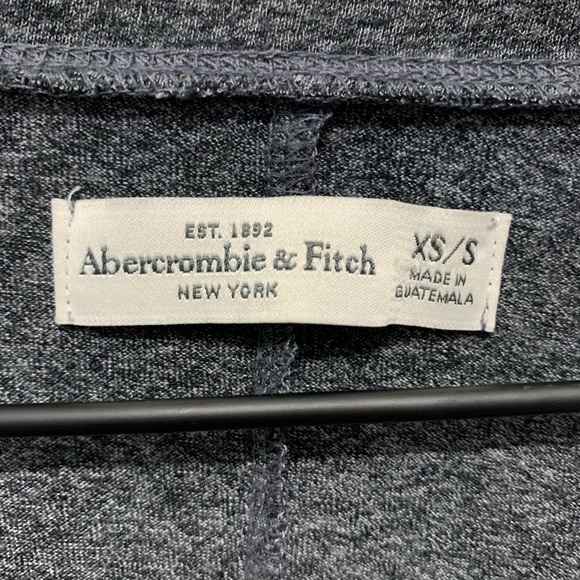 EST. 1892
Abercrombie & Fitch
NEW YORK
XS/S
MADE IN
GUATEMALA